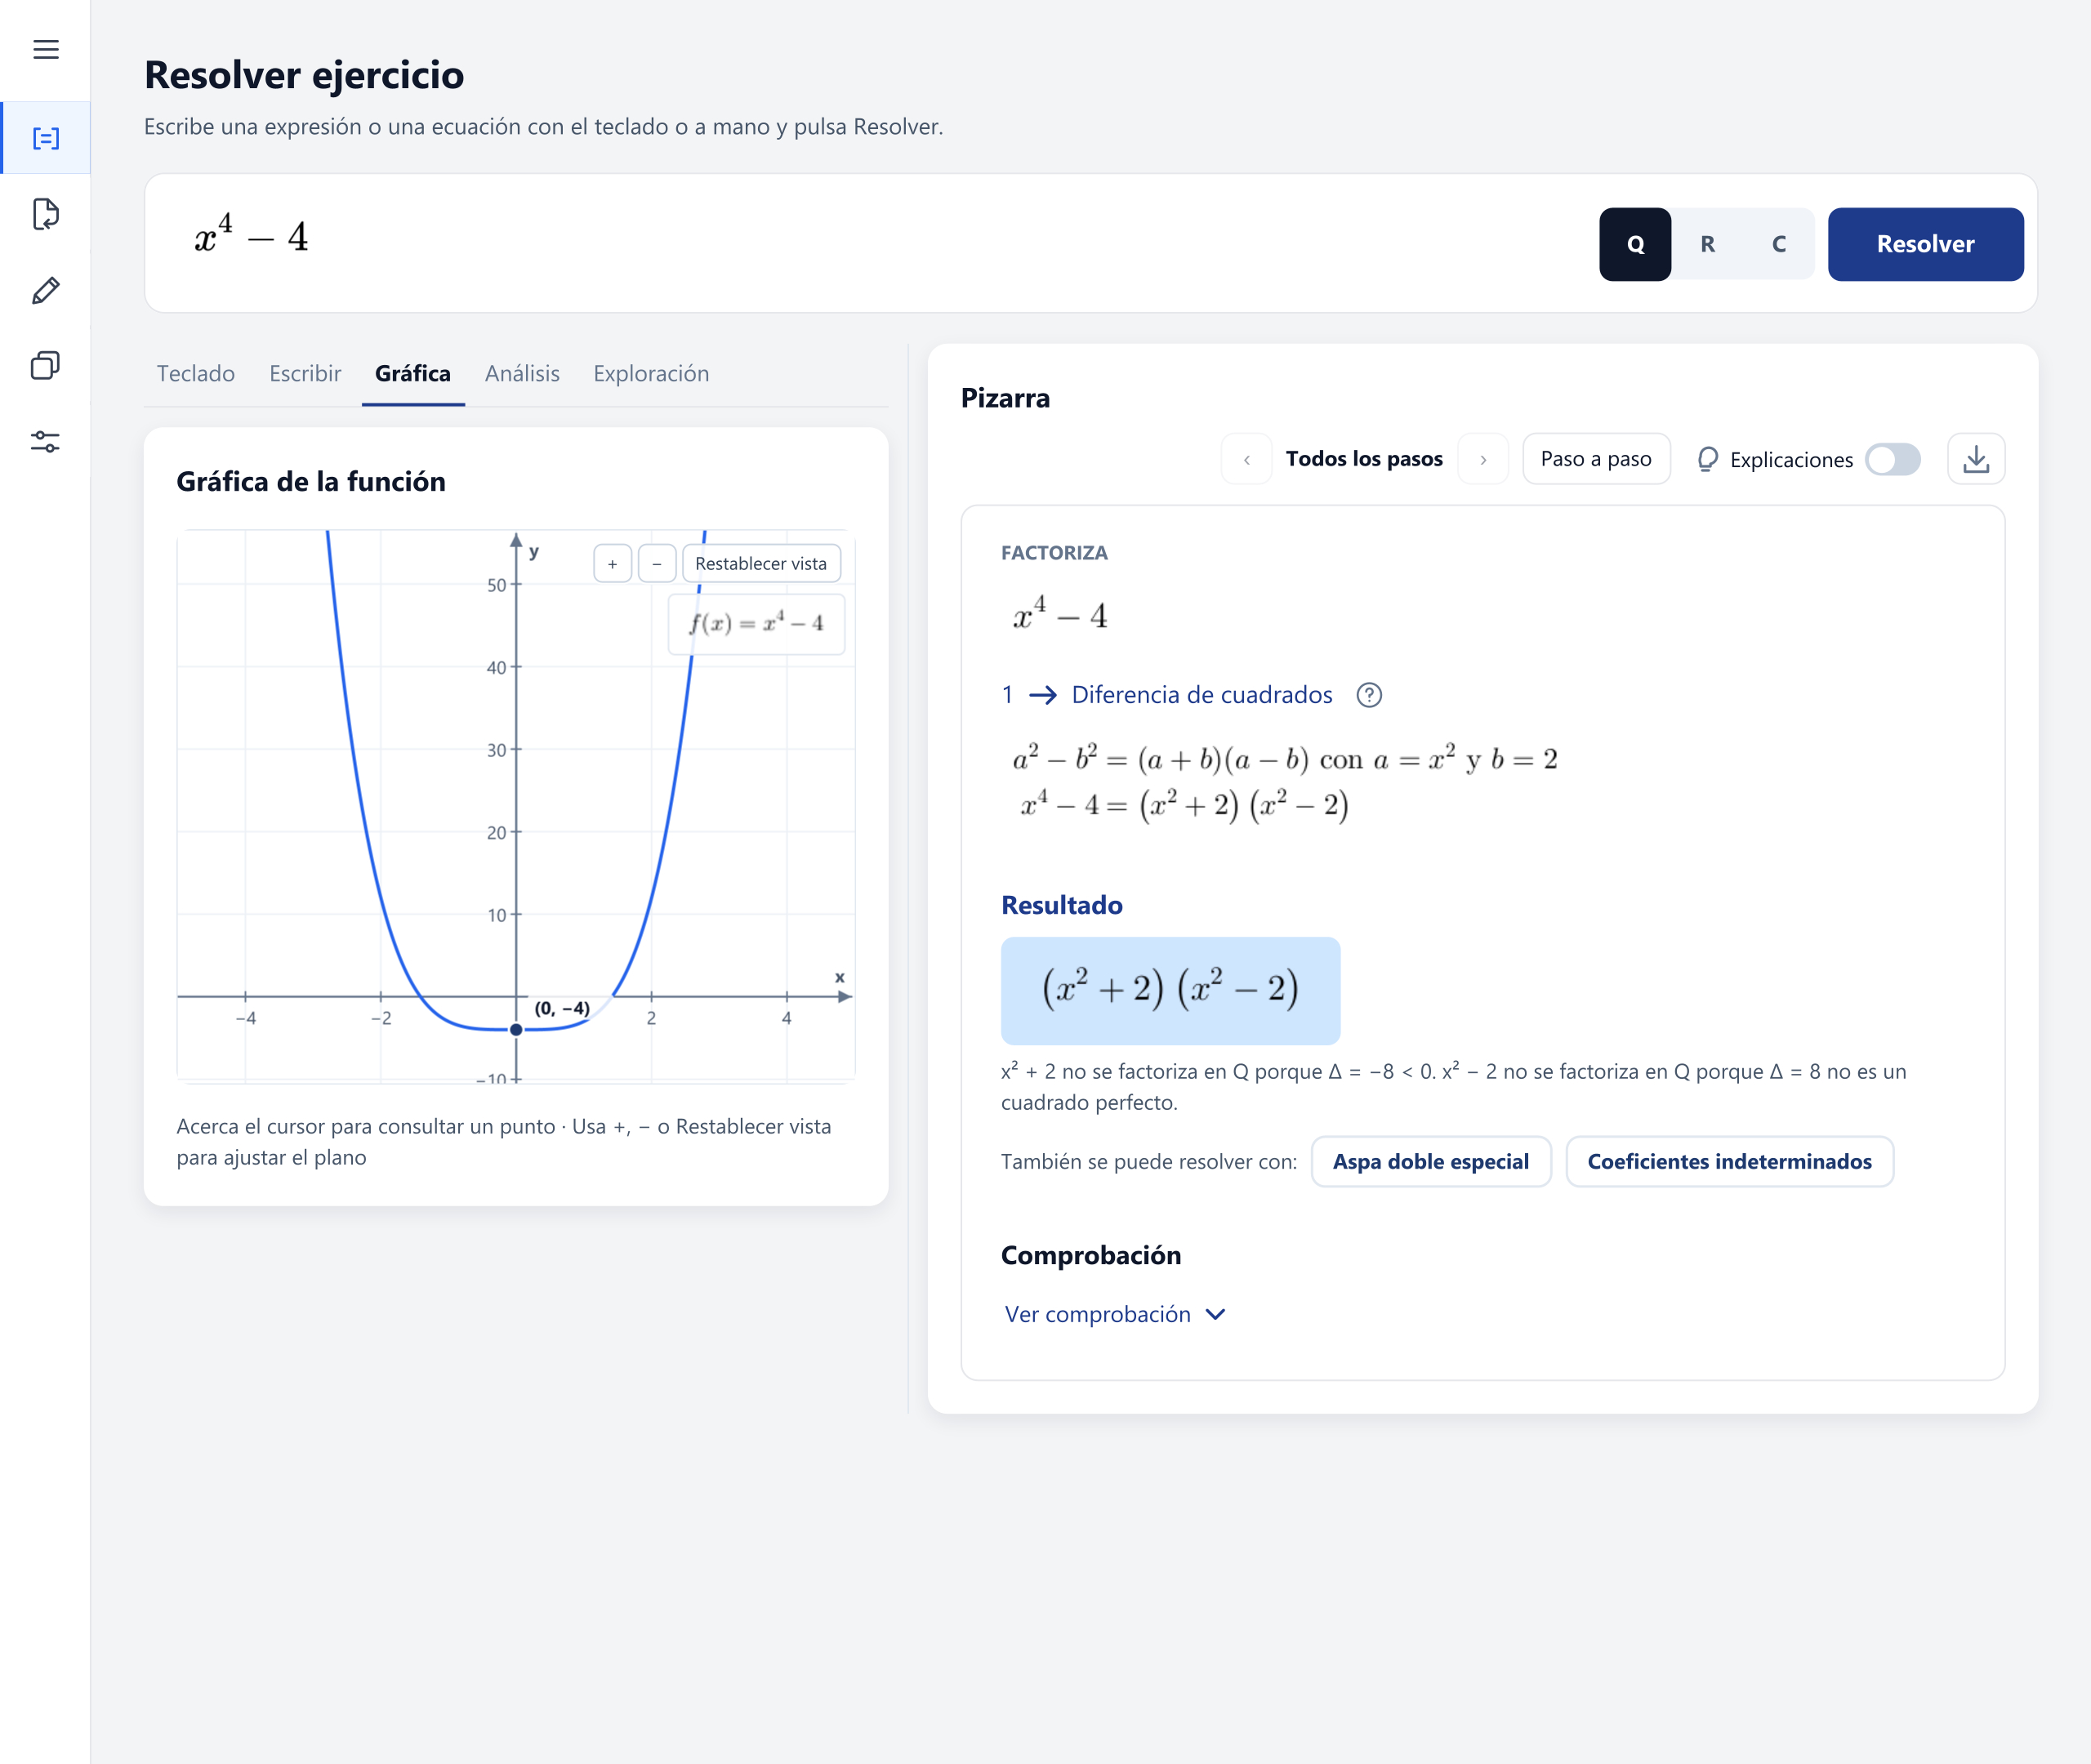 Resolver ejercicio
Escribe una expresión o una ecuación con el teclado o a mano y pulsa Resolver.
x⁴ − 4
Q R C Resolver
Teclado Escribir Gráfica Análisis Exploración
Gráfica de la función
y
+ − Restablecer vista
f(x) = x⁴ − 4
50
40
30
20
10
x
(0, −4)
−4 −2 2 4
−10
Acerca el cursor para consultar un punto · Usa +, − o Restablecer vista
para ajustar el plano
Pizarra
‹ Todos los pasos › Paso a paso Explicaciones
FACTORIZA
x⁴ − 4
1 → Diferencia de cuadrados ?
a² − b² = (a + b)(a − b) con a = x² y b = 2
x⁴ − 4 = (x² + 2) (x² − 2)
Resultado
(x² + 2) (x² − 2)
x² + 2 no se factoriza en Q porque Δ = −8 < 0. x² − 2 no se factoriza en Q porque Δ = 8 no es un
cuadrado perfecto.
También se puede resolver con: Aspa doble especial Coeficientes indeterminados
Comprobación
Ver comprobación